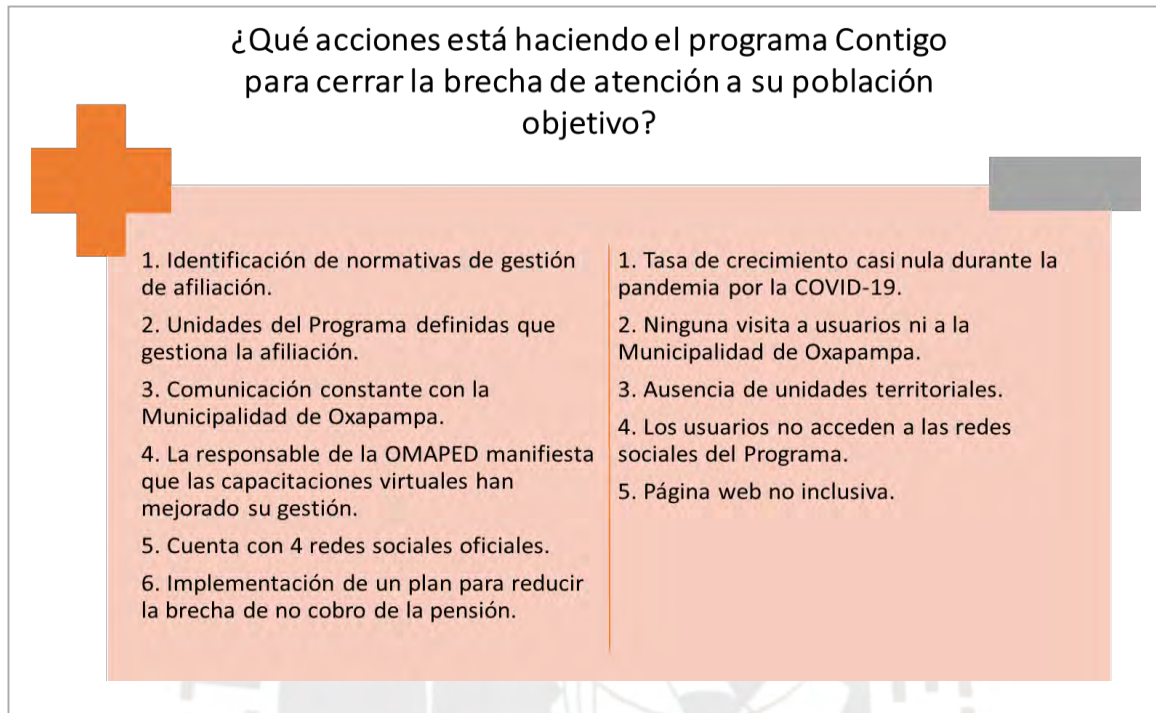 ¿Qué acciones está haciendo el programa Contigo
para cerrar la brecha de atención a su población
objetivo?
1. Identificación de normativas de gestión
de afiliación.
2. Unidades del Programa definidas que
gestiona la afiliación.
3. Comunicación constante con la
Municipalidad de Oxapampa.
4. La responsable de la OMAPED manifiesta
que las capacitaciones virtuales han
mejorado su gestión.
5. Cuenta con 4 redes sociales oficiales.
6. Implementación de un plan para reducir
la brecha de no cobro de la pensión.
1. Tasa de crecimiento casi nula durante la
pandemia por la COVID-19.
2. Ninguna visita a usuarios ni a la
Municipalidad de Oxapampa.
3. Ausencia de unidades territoriales.
4. Los usuarios no acceden a las redes
sociales del Programa.
5. Página web no inclusiva.